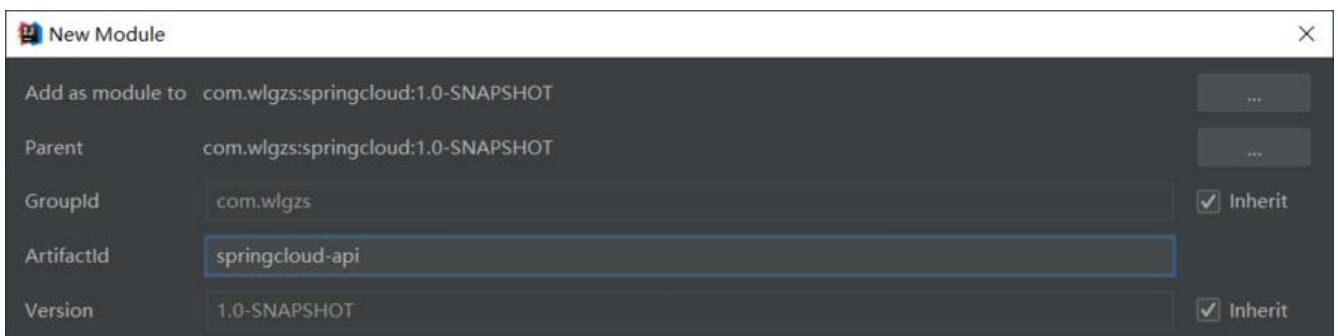 New Module
Add as module to com.wlgzs:springcloud:1.0-SNAPSHOT ...
Parent com.wlgzs:springcloud:1.0-SNAPSHOT ...
GroupId com.wlgzs Inherit
ArtifactId springcloud-api
Version 1.0-SNAPSHOT Inherit